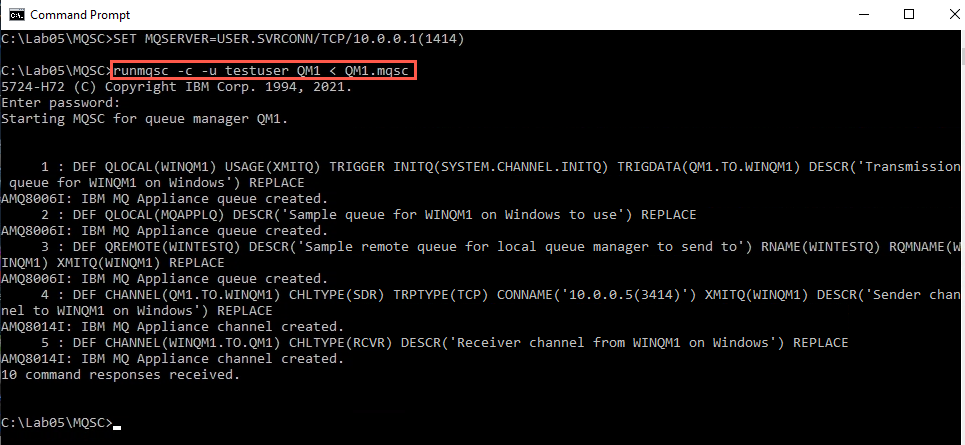 Command Prompt
C:\Lab05\MQSC>SET MQSERVER=USER.SVRCONN/TCP/10.0.0.1(1414)
C:\Lab05\MQSC>runmqsc -c -u testuser QM1 < QM1.mqsc
5724-H72 (C) Copyright IBM Corp. 1994, 2021.
Enter password:
Starting MQSC for queue manager QM1.
1 : DEF QLOCAL(WINQM1) USAGE(XMITQ) TRIGGER INITQ(SYSTEM.CHANNEL.INITQ) TRIGDATA(QM1.TO.WINQM1) DESCR('Transmission
queue for WINQM1 on Windows') REPLACE
AMQ8006I: IBM MQ Appliance queue created.
2 : DEF QLOCAL(MQAPPLQ) DESCR('Sample queue for WINQM1 on Windows to use') REPLACE
AMQ8006I: IBM MQ Appliance queue created.
3 : DEF QREMOTE(WINTESTQ) DESCR('Sample remote queue for local queue manager to send to') RNAME(WINTESTQ) RQMNAME(W
INQM1) XMITQ(WINQM1) REPLACE
AMQ8006I: IBM MQ Appliance queue created.
4 : DEF CHANNEL(QM1.TO.WINQM1) CHLTYPE(SDR) TRPTYPE(TCP) CONNAME('10.0.0.5(3414)') XMITQ(WINQM1) DESCR('Sender chan
nel to WINQM1 on Windows') REPLACE
AMQ8014I: IBM MQ Appliance channel created.
5 : DEF CHANNEL(WINQM1.TO.QM1) CHLTYPE(RCVR) DESCR('Receiver channel from WINQM1 on Windows') REPLACE
AMQ8014I: IBM MQ Appliance channel created.
10 command responses received.
C:\Lab05\MQSC>